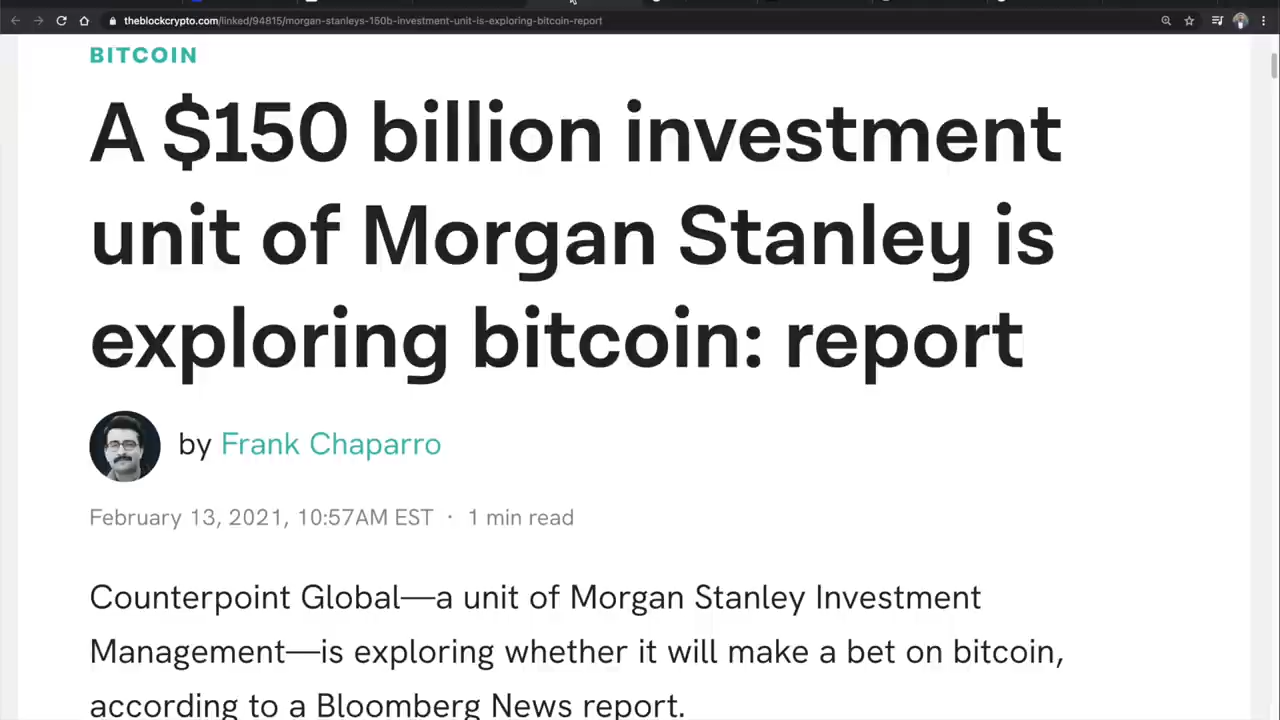 theblockcrypto.com/linked/94815/morgan-stanleys-150b-investment-unit-is-exploring-bitcoin-report
BITCOIN
A $150 billion investment
unit of Morgan Stanley is
exploring bitcoin: report
by Frank Chaparro
February 13, 2021, 10:57AM EST · 1 min read
Counterpoint Global—a unit of Morgan Stanley Investment
Management—is exploring whether it will make a bet on bitcoin,
according to a Bloomberg News report.